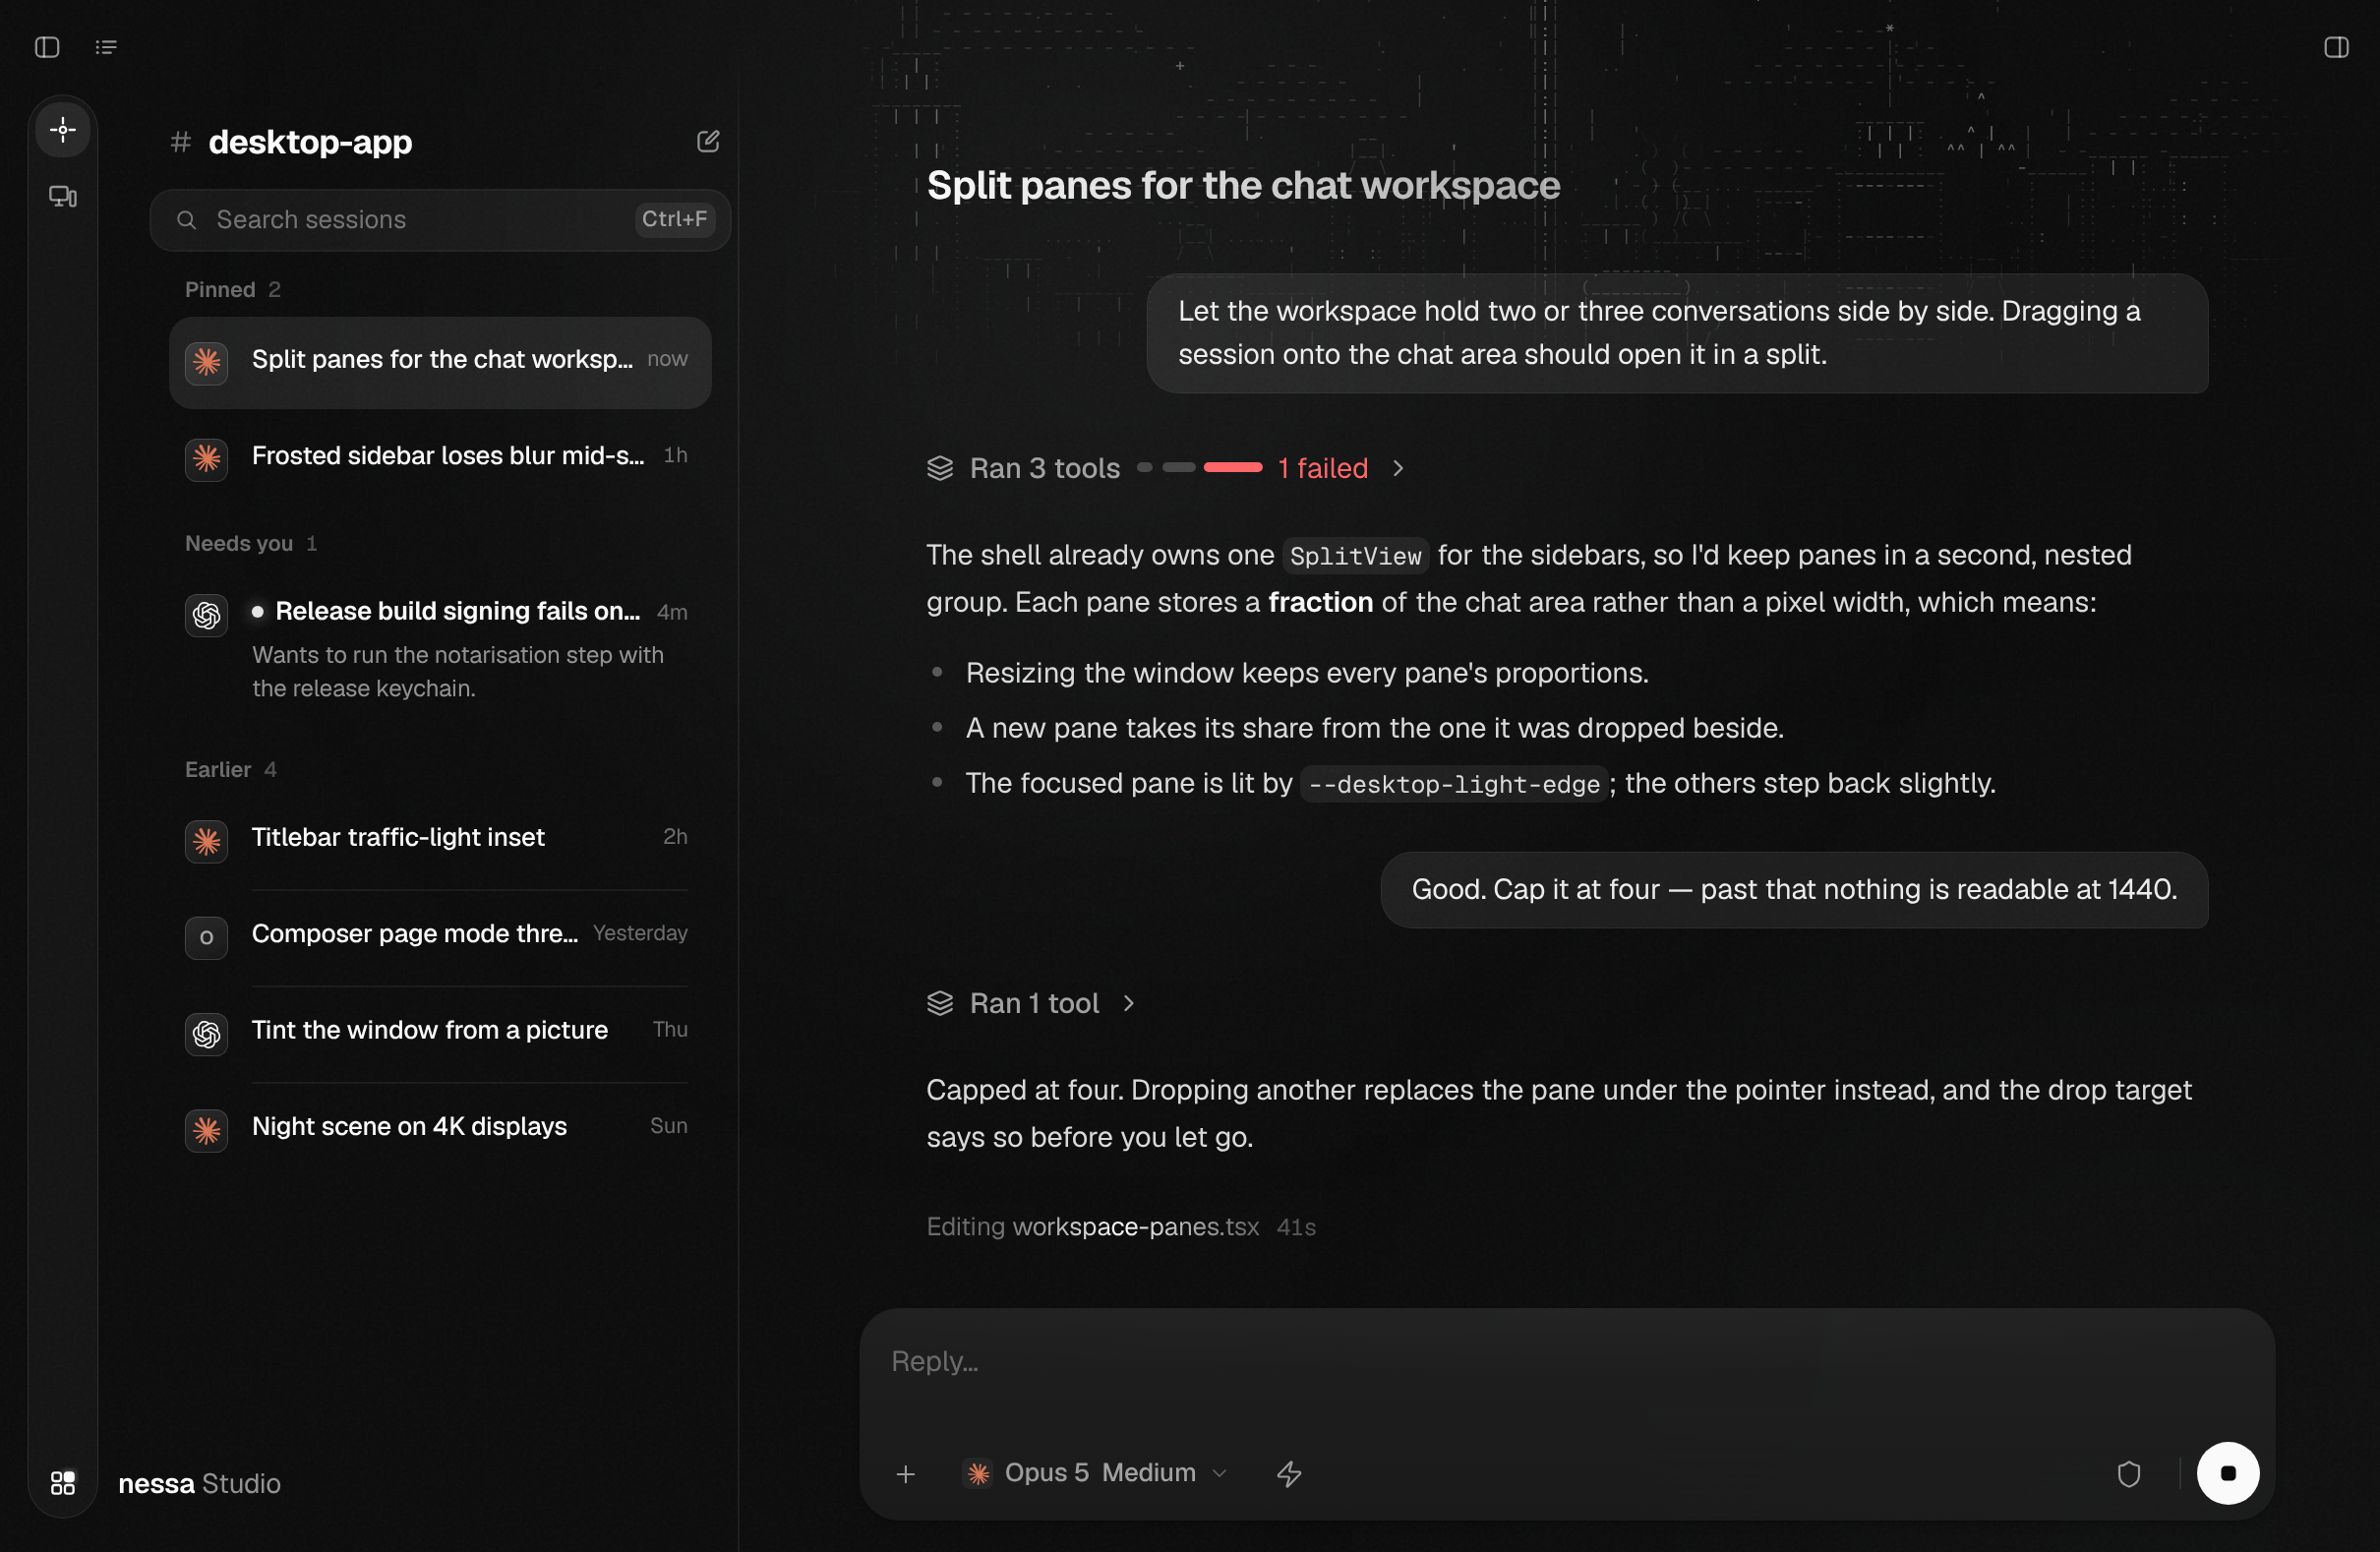 # desktop-app
Search sessions Ctrl+F
Pinned 2
Split panes for the chat worksp... now
Frosted sidebar loses blur mid-s... 1h
Needs you 1
Release build signing fails on... 4m
Wants to run the notarisation step with
the release keychain.
Earlier 4
Titlebar traffic-light inset 2h
O Composer page mode thre... Yesterday
Tint the window from a picture Thu
Night scene on 4K displays Sun
nessa Studio
Split panes for the chat workspace
Let the workspace hold two or three conversations side by side. Dragging a
session onto the chat area should open it in a split.
Ran 3 tools 1 failed
The shell already owns one SplitView for the sidebars, so I'd keep panes in a second, nested
group. Each pane stores a fraction of the chat area rather than a pixel width, which means:
• Resizing the window keeps every pane's proportions.
• A new pane takes its share from the one it was dropped beside.
• The focused pane is lit by --desktop-light-edge; the others step back slightly.
Good. Cap it at four — past that nothing is readable at 1440.
Ran 1 tool
Capped at four. Dropping another replaces the pane under the pointer instead, and the drop target
says so before you let go.
Editing workspace-panes.tsx 41s
Reply...
Opus 5 Medium